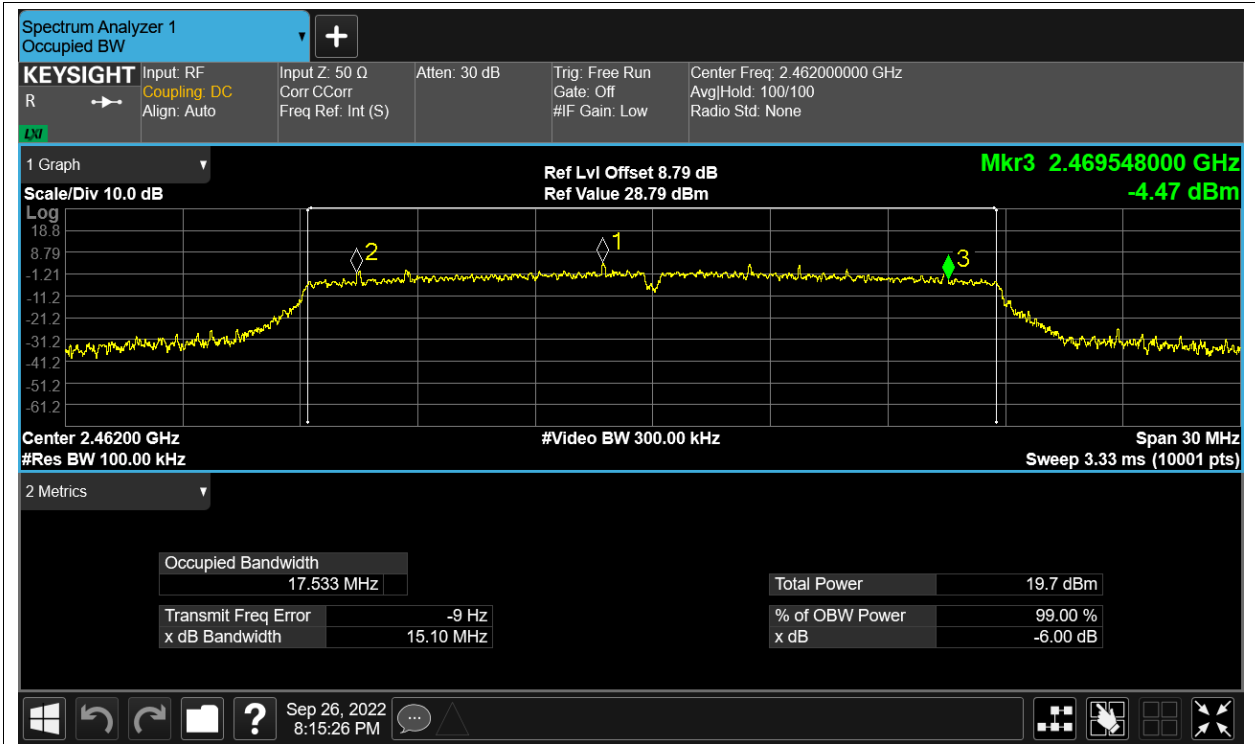 Spectrum Analyzer 1
Occupied BW
KEYSIGHT
R
LXI
Input: RF
Coupling: DC
Align: Auto
Input Z: 50 Ω
Corr CCorr
Freq Ref: Int (S)
Atten: 30 dB
Trig: Free Run
Gate: Off
#IF Gain: Low
Center Freq: 2.462000000 GHz
Avg|Hold: 100/100
Radio Std: None
1 Graph
Scale/Div 10.0 dB
Ref Lvl Offset 8.79 dB
Ref Value 28.79 dBm
Mkr3 2.469548000 GHz
-4.47 dBm
Log
18.8
8.79
-1.21
-11.2
-21.2
-31.2
-41.2
-51.2
-61.2
2
1
3
Center 2.46200 GHz
#Res BW 100.00 kHz
#Video BW 300.00 kHz
Span 30 MHz
Sweep 3.33 ms (10001 pts)
2 Metrics
Occupied Bandwidth
17.533 MHz
Transmit Freq Error -9 Hz
x dB Bandwidth 15.10 MHz
Total Power 19.7 dBm
% of OBW Power 99.00 %
x dB -6.00 dB
?
Sep 26, 2022
8:15:26 PM